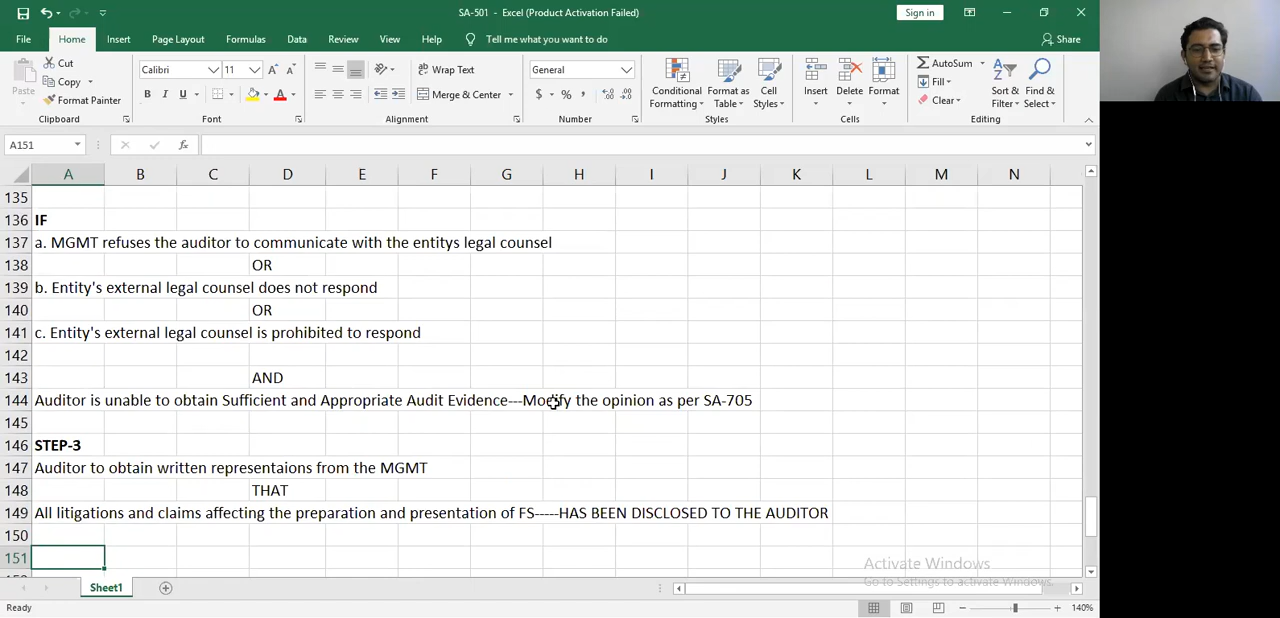 SA-501 - Excel (Product Activation Failed)
Sign in
File Home Insert Page Layout Formulas Data Review View Help Tell me what you want to do Share
Paste Cut Copy Format Painter
Calibri 11 B I U
Wrap Text Merge & Center
General $ % ,
Conditional Formatting Format as Table Cell Styles
Insert Delete Format
AutoSum Fill Clear Sort & Filter Find & Select
Clipboard Font Alignment Number Styles Cells Editing
A151 fx
A B C D E F G H I J K L M N
135
136 IF
137 a. MGMT refuses the auditor to communicate with the entitys legal counsel
138 OR
139 b. Entity's external legal counsel does not respond
140 OR
141 c. Entity's external legal counsel is prohibited to respond
142
143 AND
144 Auditor is unable to obtain Sufficient and Appropriate Audit Evidence---Modify the opinion as per SA-705
145
146 STEP-3
147 Auditor to obtain written representaions from the MGMT
148 THAT
149 All litigations and claims affecting the preparation and presentation of FS-----HAS BEEN DISCLOSED TO THE AUDITOR
150
151
Activate Windows
Go to Settings to activate Windows.
Sheet1
Ready 140%